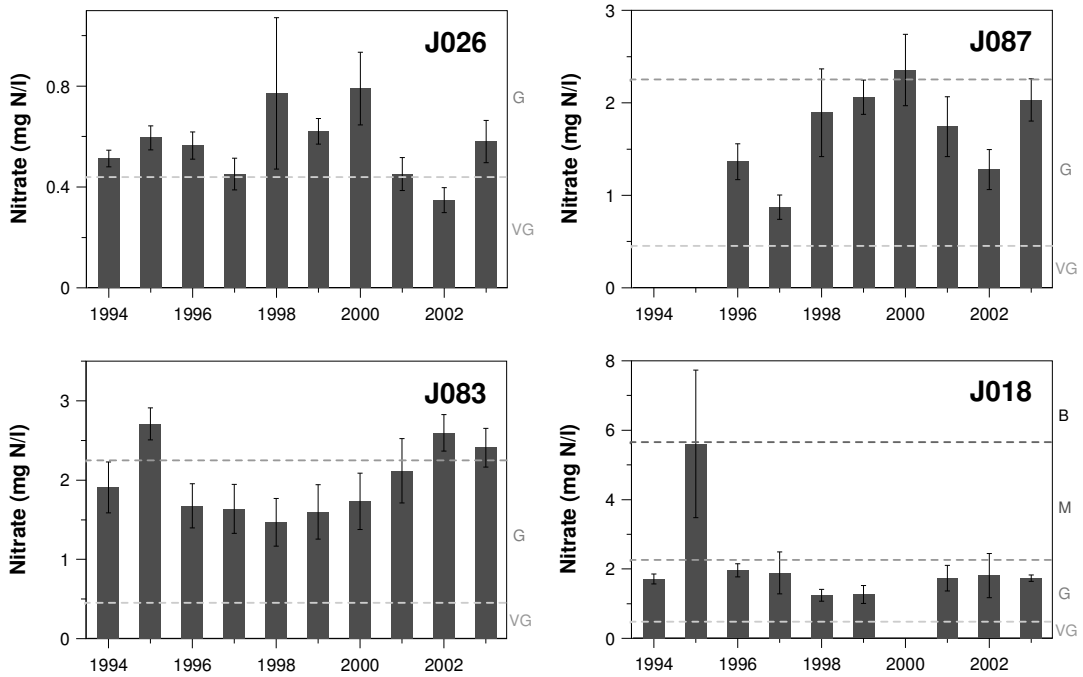 J026
Nitrate (mg N/l)
0.8
0.4
0
G
VG
1994 1996 1998 2000 2002
J087
Nitrate (mg N/l)
3
2
1
0
G
VG
1994 1996 1998 2000 2002
J083
Nitrate (mg N/l)
3
2
1
0
G
VG
1994 1996 1998 2000 2002
J018
Nitrate (mg N/l)
8
6
4
2
0
B
M
G
VG
1994 1996 1998 2000 2002